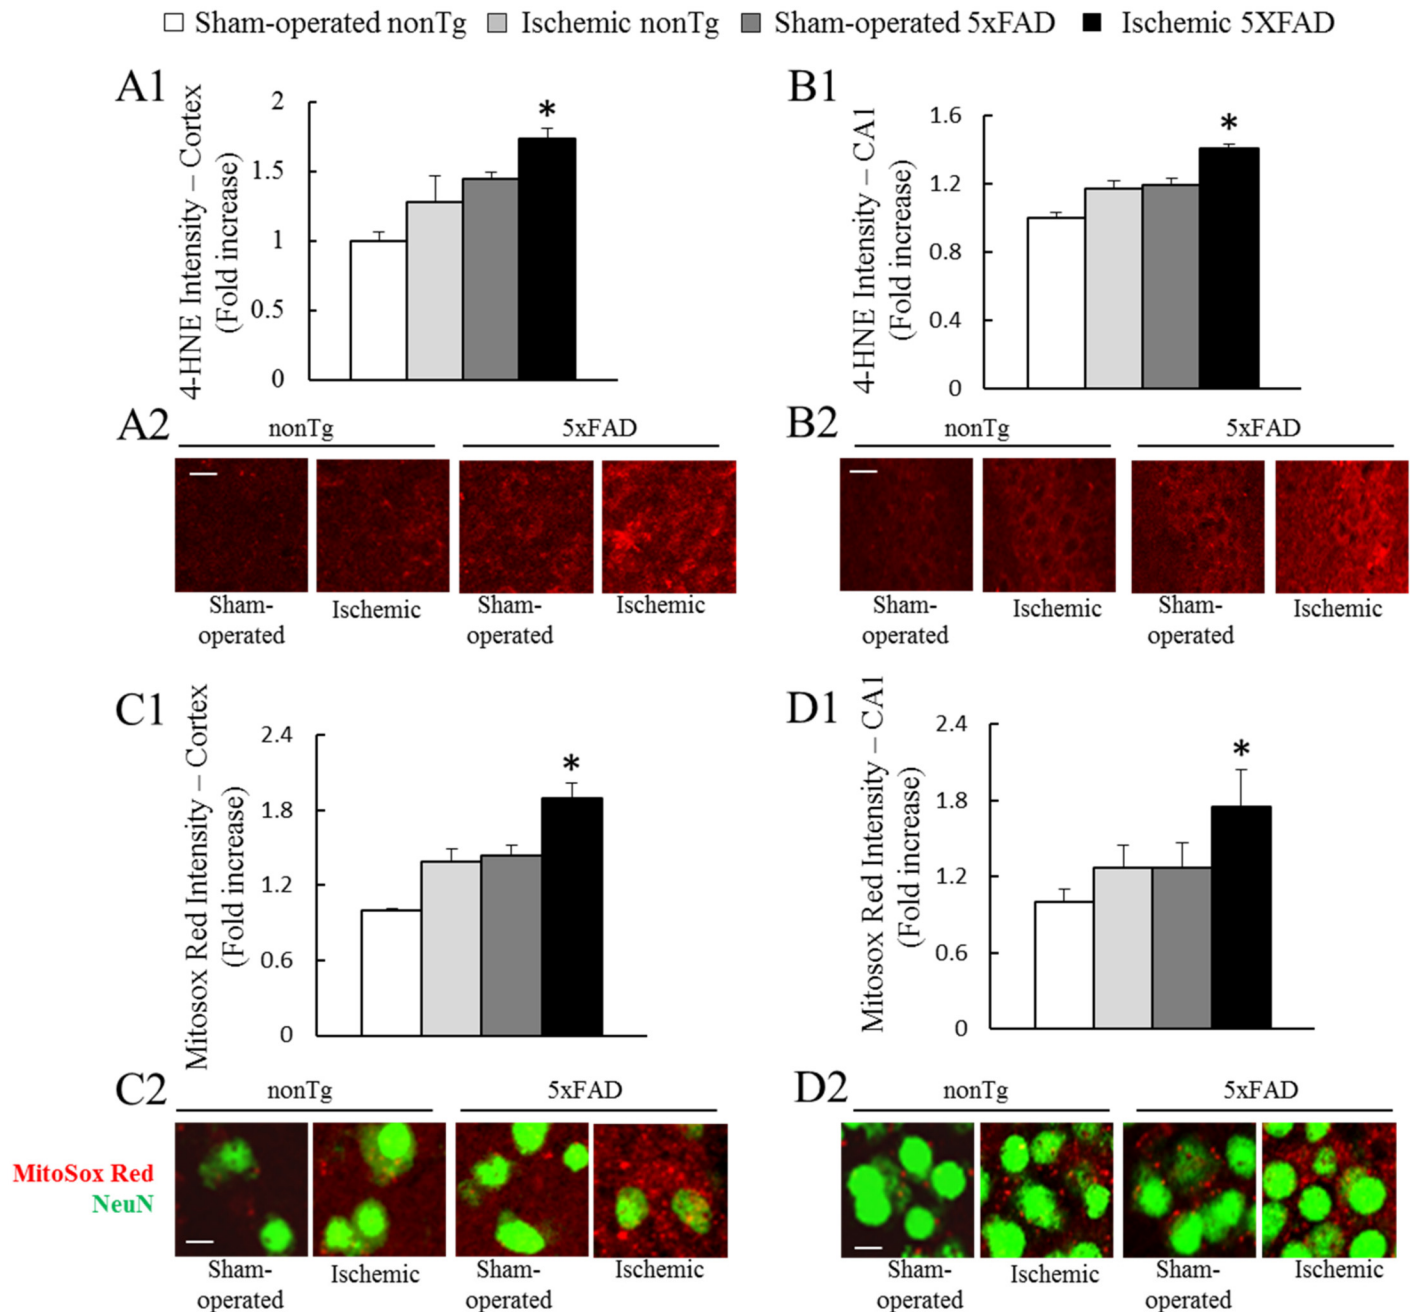 Sham-operated nonTg Ischemic nonTg Sham-operated 5xFAD Ischemic 5XFAD
A1
4-HNE Intensity – Cortex
(Fold increase)
2
1.5
1
0.5
0
*
B1
4-HNE Intensity – CA1
(Fold increase)
1.6
1.2
0.8
0.4
0
*
A2
nonTg
5xFAD
Sham-
operated
Ischemic
Sham-
operated
Ischemic
B2
nonTg
5xFAD
Sham-
operated
Ischemic
Sham-
operated
Ischemic
C1
Mitosox Red Intensity – Cortex
(Fold increase)
2.4
1.8
1.2
0.6
0
*
D1
Mitosox Red Intensity – CA1
(Fold increase)
2.4
1.8
1.2
0.6
0
*
C2
nonTg
5xFAD
MitoSox Red
NeuN
Sham-
operated
Ischemic
Sham-
operated
Ischemic
D2
nonTg
5xFAD
Sham-
operated
Ischemic
Sham-
operated
Ischemic